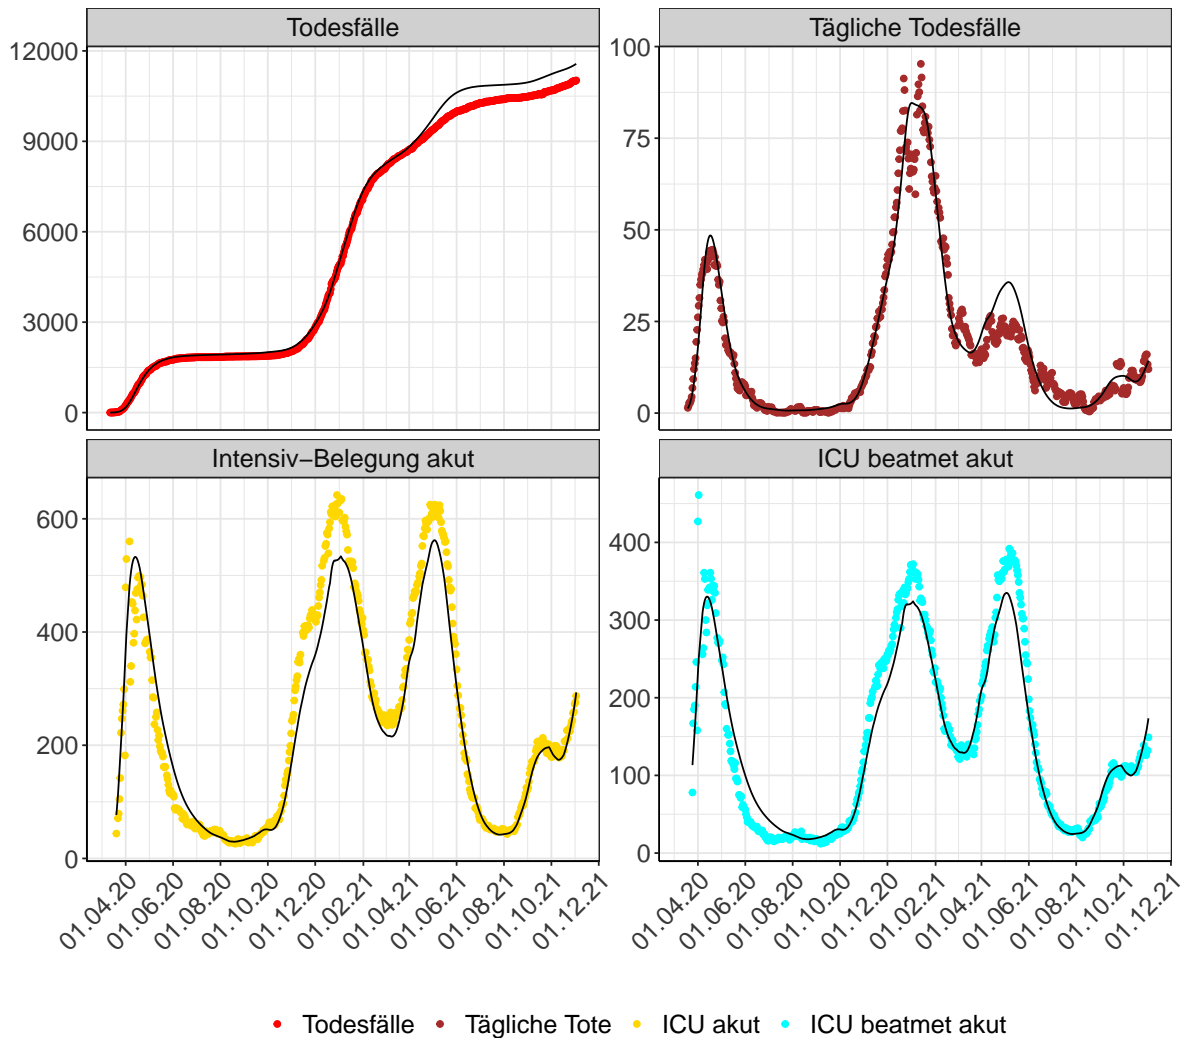 Todesfälle
Tägliche Todesfälle
12000
9000
6000
3000
0
100
75
50
25
0
Intensiv−Belegung akut
ICU beatmet akut
600
400
200
0
400
300
200
100
0
01.04.20 01.06.20 01.08.20 01.10.20 01.12.20 01.02.21 01.04.21 01.06.21 01.08.21 01.10.21 01.12.21
01.04.20 01.06.20 01.08.20 01.10.20 01.12.20 01.02.21 01.04.21 01.06.21 01.08.21 01.10.21 01.12.21
Todesfälle Tägliche Tote ICU akut ICU beatmet akut